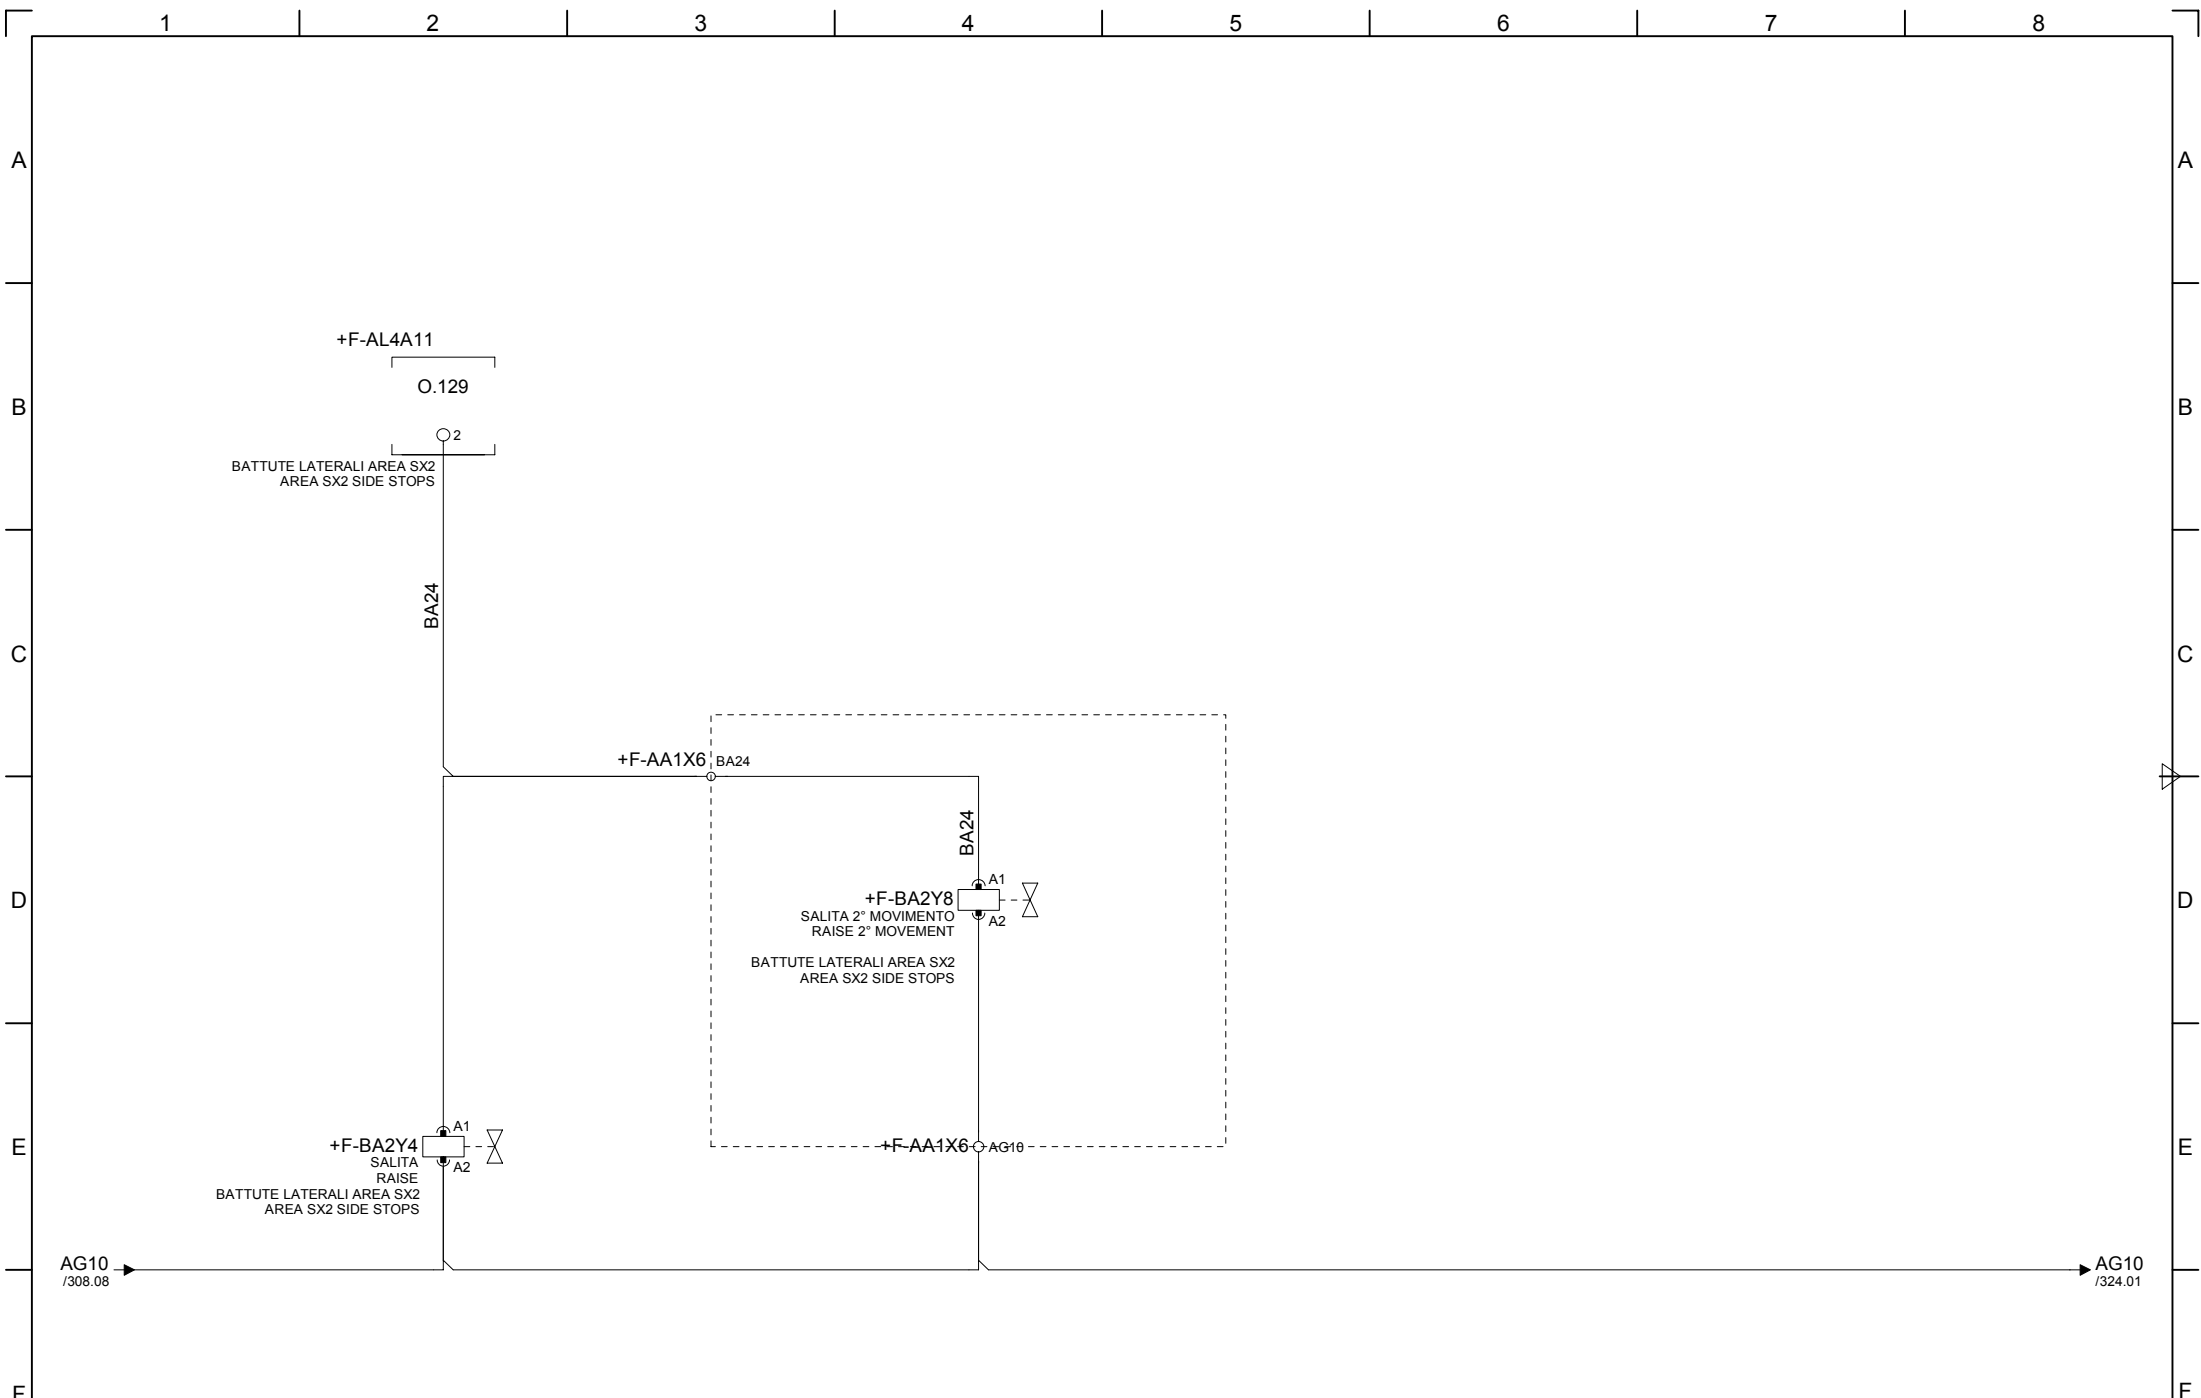 1 2 3 4 5 6 7 8
A A
+F-AL4A11
O.129
B B
2
BATTUTE LATERALI AREA SX2
AREA SX2 SIDE STOPS
BA24
C C
+F-AA1X6 BA24
BA24
A1
D +F-BA2Y8 D
SALITA 2° MOVIMENTO
A2
RAISE 2° MOVEMENT
BATTUTE LATERALI AREA SX2
AREA SX2 SIDE STOPS
A1
E +F-BA2Y4 +F-AA1X6 AG10 E
SALITA
A2
RAISE
BATTUTE LATERALI AREA SX2
AREA SX2 SIDE STOPS
AG10 AG10
/308.08 /324.01
F F